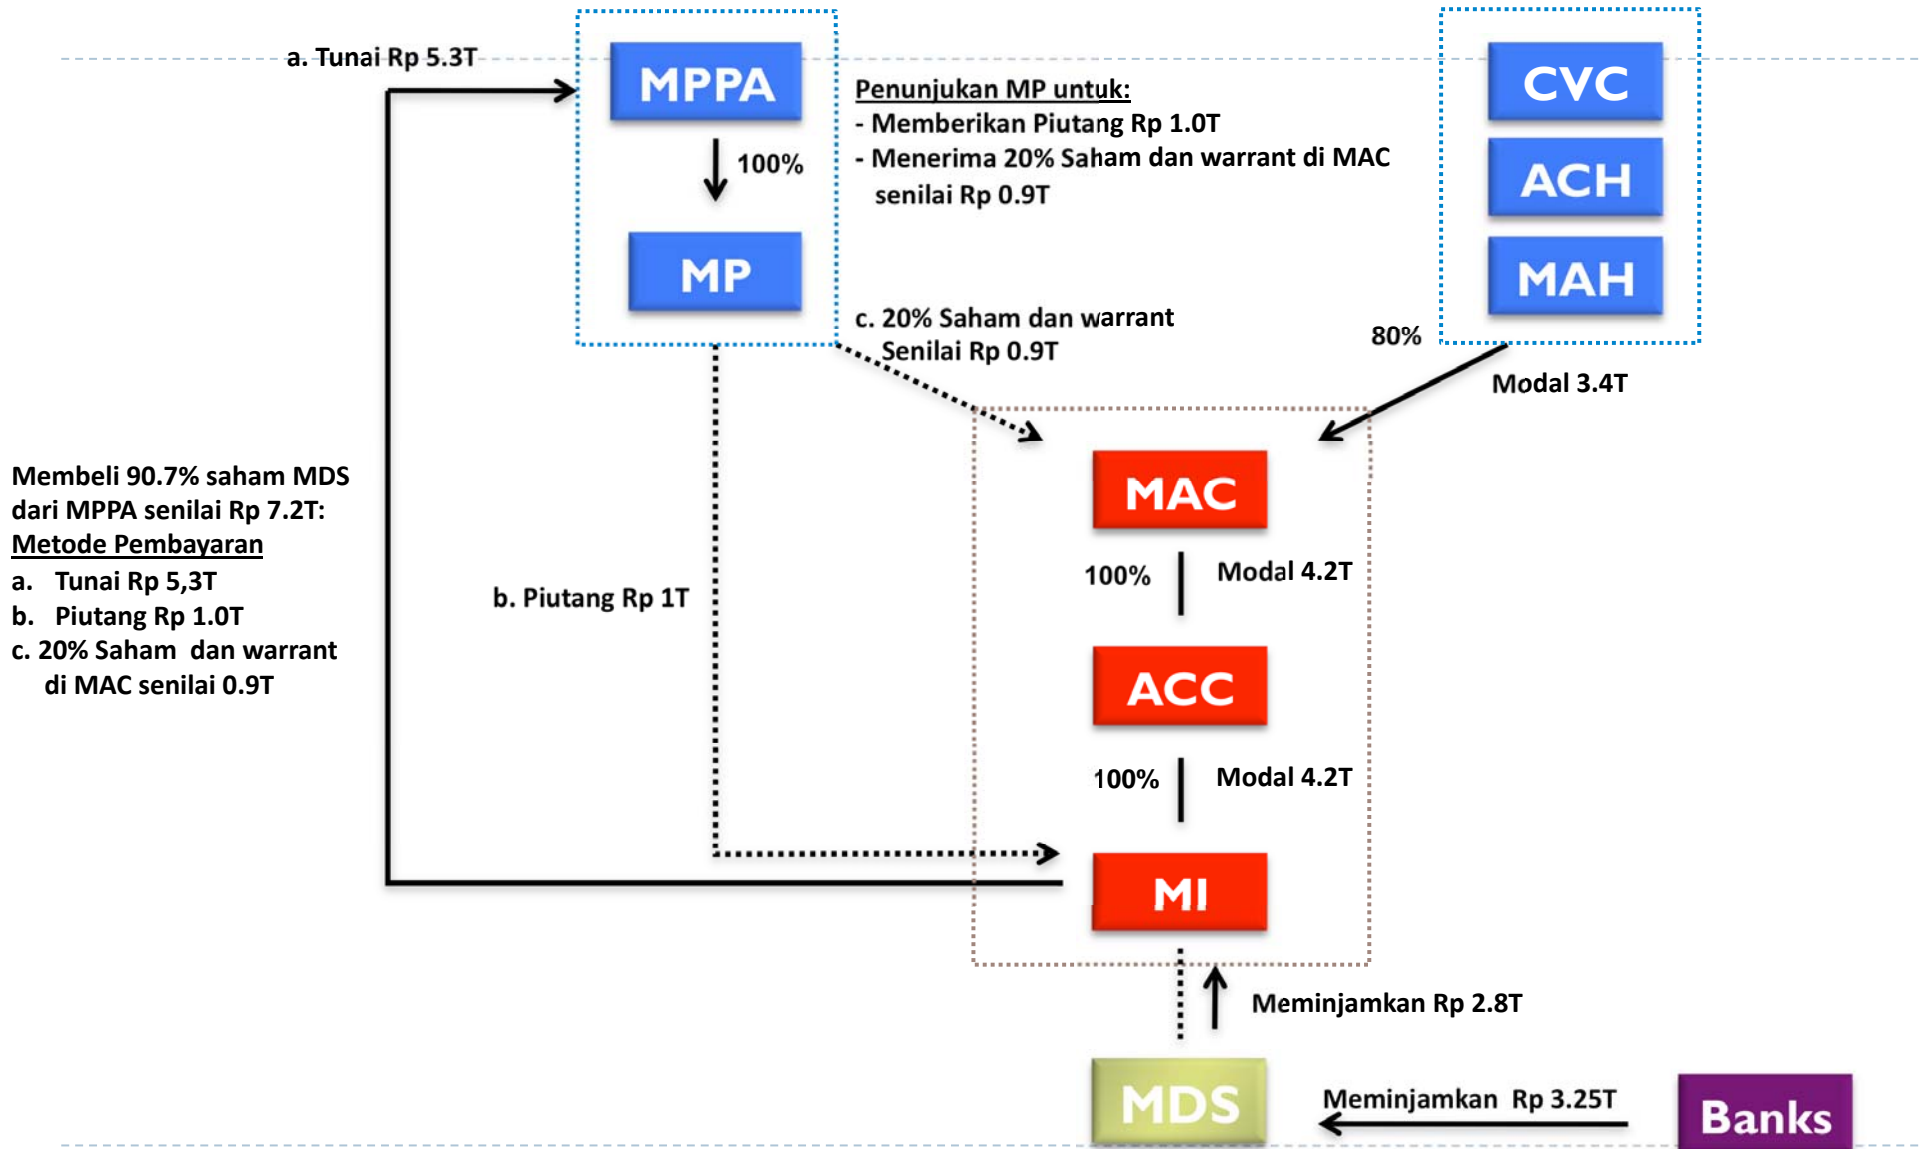 a. Tunai Rp 5.3T
MPPA
100%
MP
Penunjukan MP untuk:
- Memberikan Piutang Rp 1.0T
- Menerima 20% Saham dan warrant di MAC
senilai Rp 0.9T
CVC
ACH
MAH
c. 20% Saham dan warrant
Senilai Rp 0.9T
80%
Modal 3.4T
Membeli 90.7% saham MDS
dari MPPA senilai Rp 7.2T:
Metode Pembayaran
a. Tunai Rp 5,3T
b. Piutang Rp 1.0T
c. 20% Saham dan warrant
di MAC senilai 0.9T
b. Piutang Rp 1T
MAC
100% Modal 4.2T
ACC
100% Modal 4.2T
MI
Meminjamkan Rp 2.8T
MDS
Meminjamkan Rp 3.25T
Banks